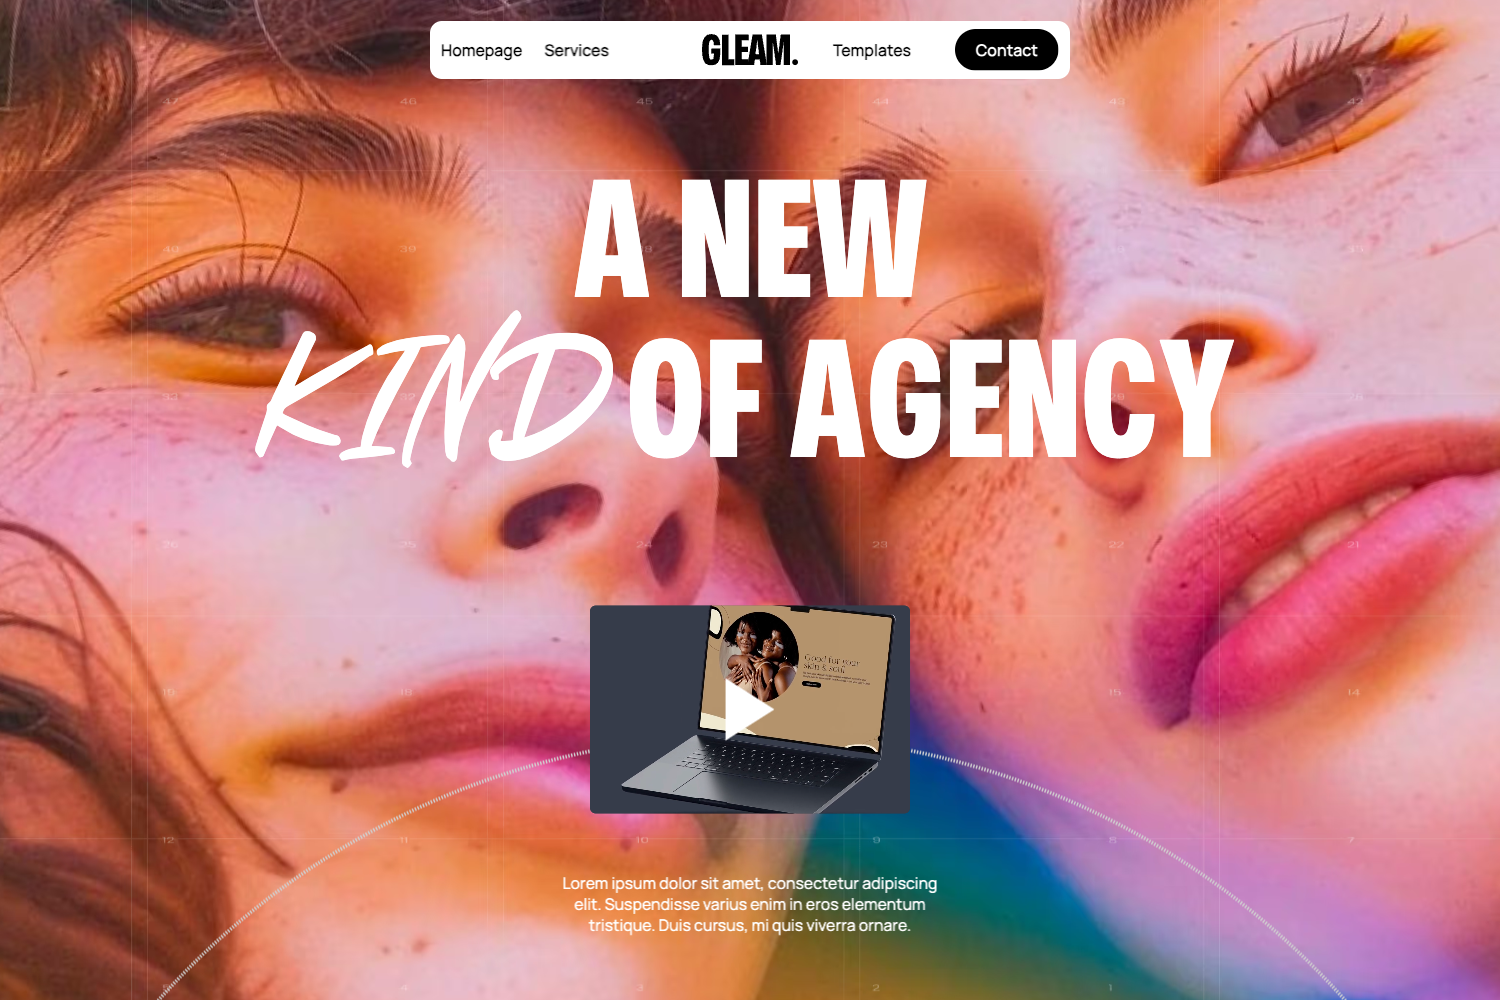 Homepage Services GLEAM. Templates Contact
A NEW
KIND OF AGENCY
Good for your
skin & soul
Lorem ipsum dolor sit amet, consectetur adipiscing
elit. Suspendisse varius enim in eros elementum
tristique. Duis cursus, mi quis viverra ornare.